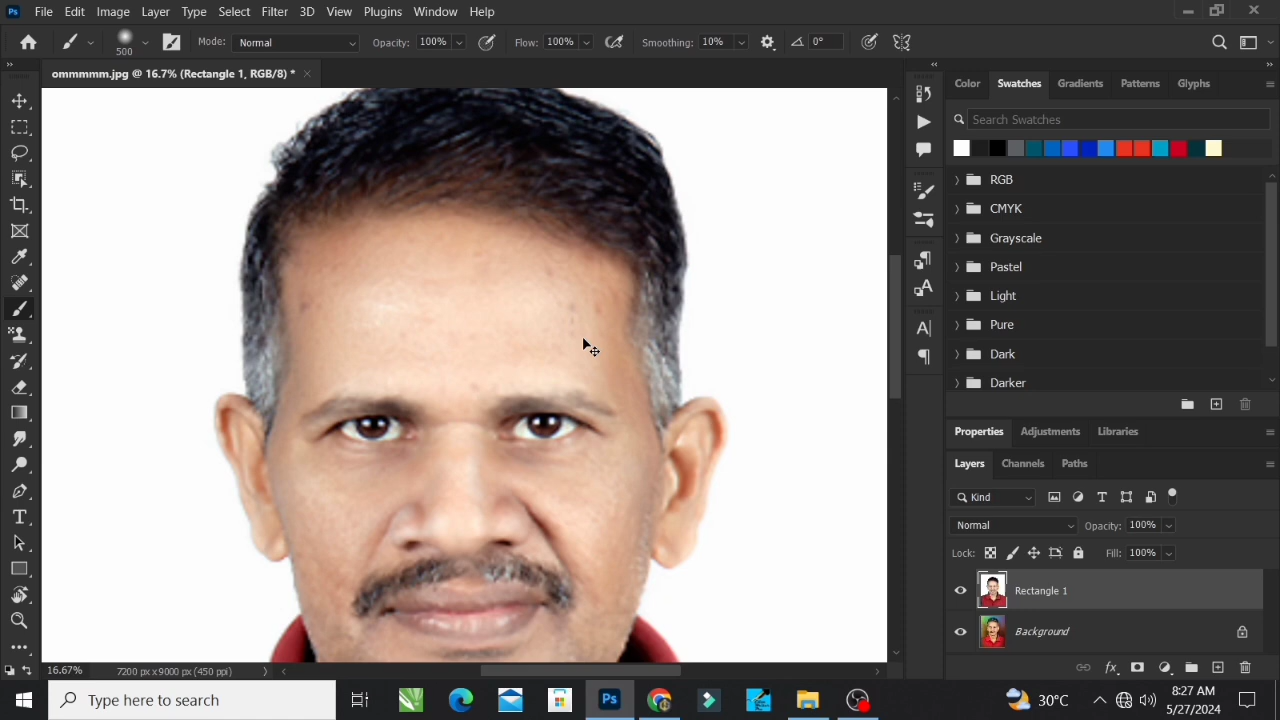 Ps File Edit Image Layer Type Select Filter 3D View Plugins Window Help
500 Mode: Normal Opacity: 100% Flow: 100% Smoothing: 10% 0°
ommmmm.jpg @ 16.7% (Rectangle 1, RGB/8) *
Color Swatches Gradients Patterns Glyphs
Search Swatches
RGB
CMYK
Grayscale
Pastel
Light
Pure
Dark
Darker
Properties Adjustments Libraries
Layers Channels Paths
Kind
Normal Opacity: 100%
Lock: Fill: 100%
Rectangle 1
Background
16.67% 7200 px x 9000 px (450 ppi)
Type here to search
Ps
30°C
8:27 AM
5/27/2024